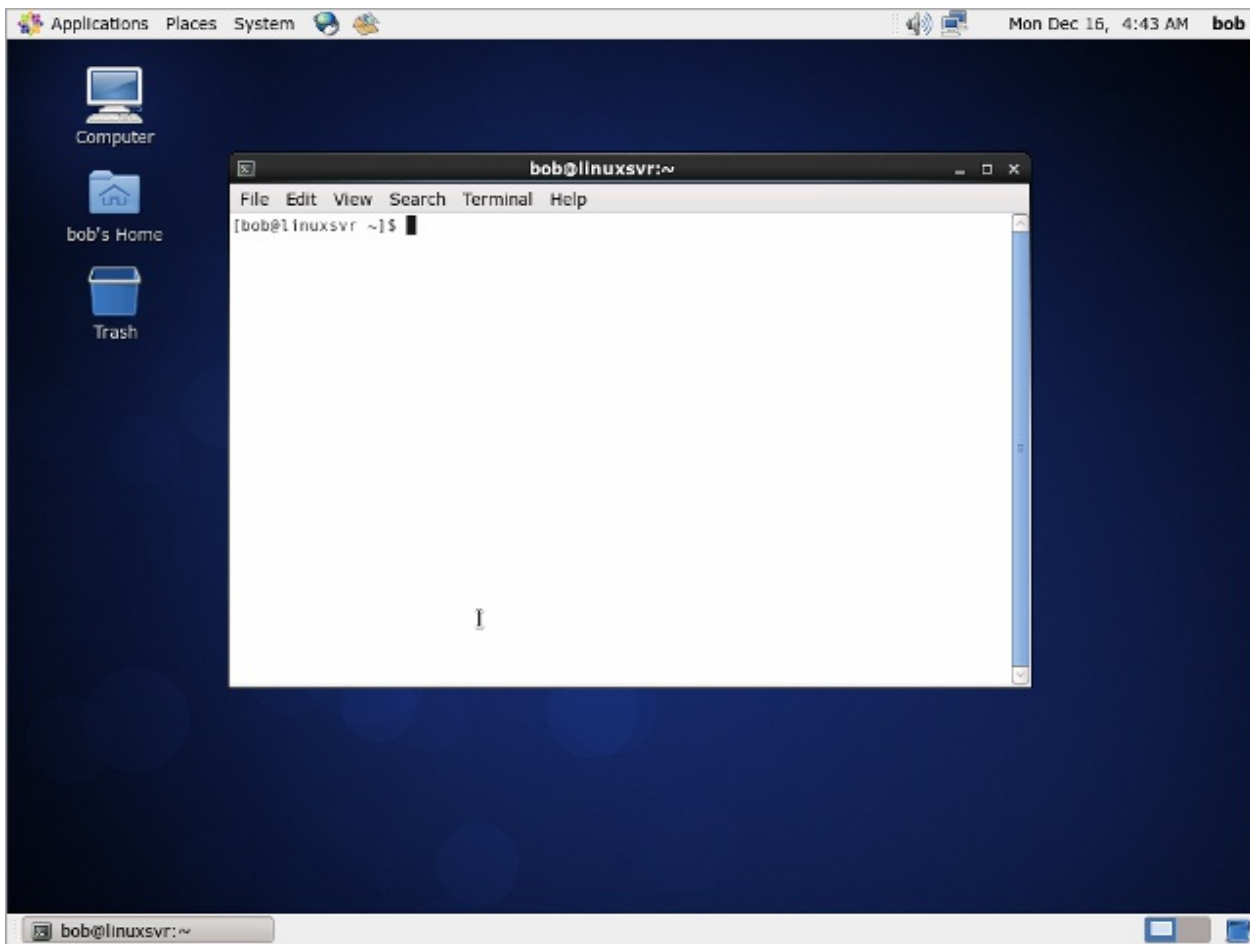 Applications Places System Mon Dec 16, 4:43 AM bob
Computer
bob's Home
Trash
bob@linuxsvr:~
File Edit View Search Terminal Help
[bob@linuxsvr ~]$
bob@linuxsvr:~